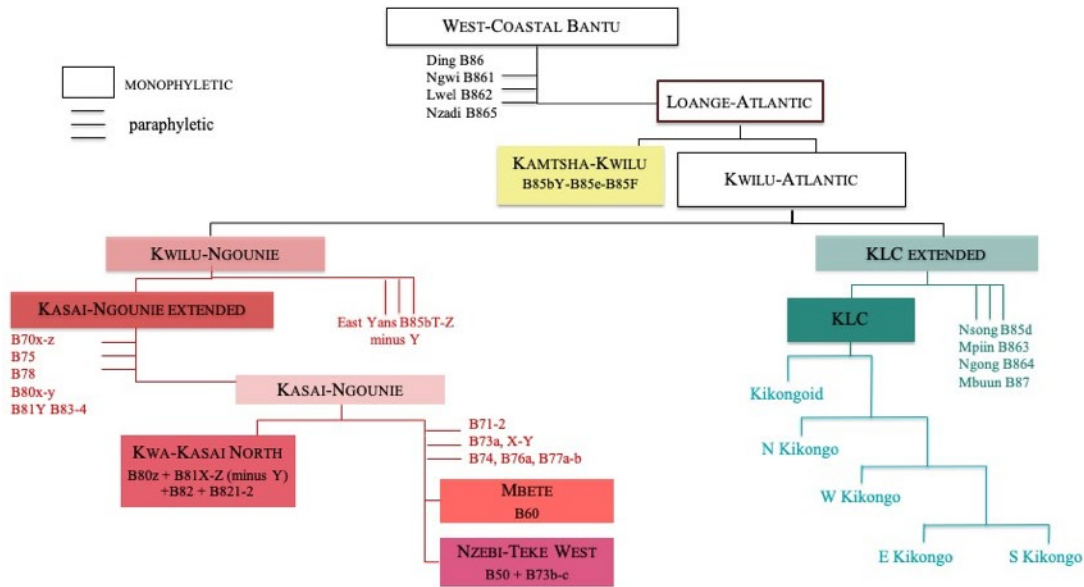 WEST-COASTAL BANTU
Ding B86
Ngwi B861
Lwel B862
Nzadi B865
MONOPHYLETIC
paraphyletic
LOANGE-ATLANTIC
KAMTSHA-KWILU
B85bY-B85e-B85F
KWILU-ATLANTIC
KWILU-NGOUNIE
KLC EXTENDED
KASAI-NGOUNIE EXTENDED
East Yans B85bT-Z
minus Y
B70x-z
B75
B78
B80x-y
B81Y B83-4
KLC
Nsong B85d
Mpiin B863
Ngong B864
Mbuun B87
KASAI-NGOUNIE
Kikongoid
KWA-KASAI NORTH
B80z + B81X-Z (minus Y)
+B82 + B821-2
B71-2
B73a, X-Y
B74, B76a, B77a-b
N Kikongo
MBETE
B60
W Kikongo
NZEBI-TEKE WEST
B50 + B73b-c
E Kikongo
S Kikongo